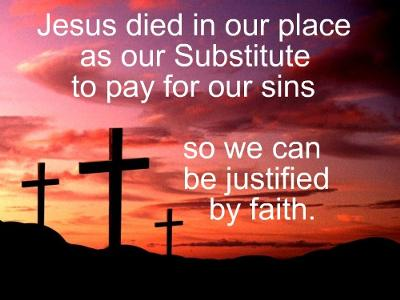 Jesus died in our place
as our Substitute
to pay for our sins
so we can
be justified
by faith.